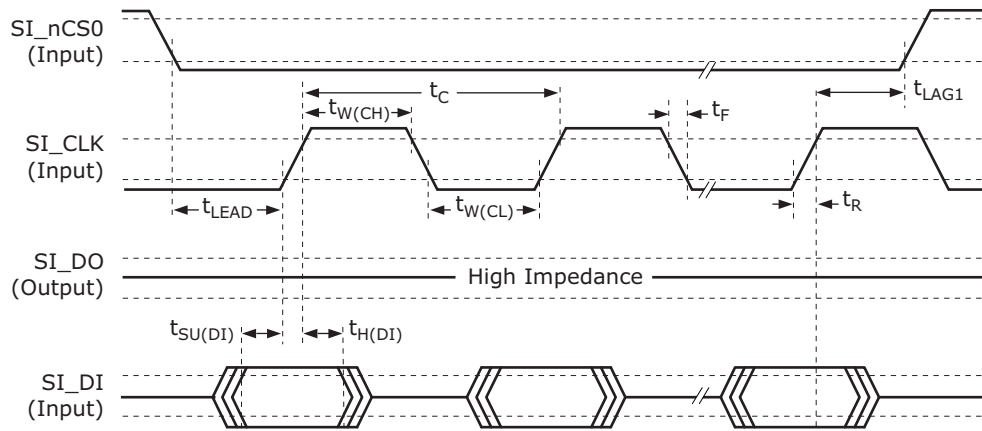 SI_nCS0
(Input)
t_C
t_W(CH)
t_F
t_LAG1
SI_CLK
(Input)
t_LEAD
t_W(CL)
t_R
SI_DO
(Output)
High Impedance
t_SU(DI)
t_H(DI)
SI_DI
(Input)